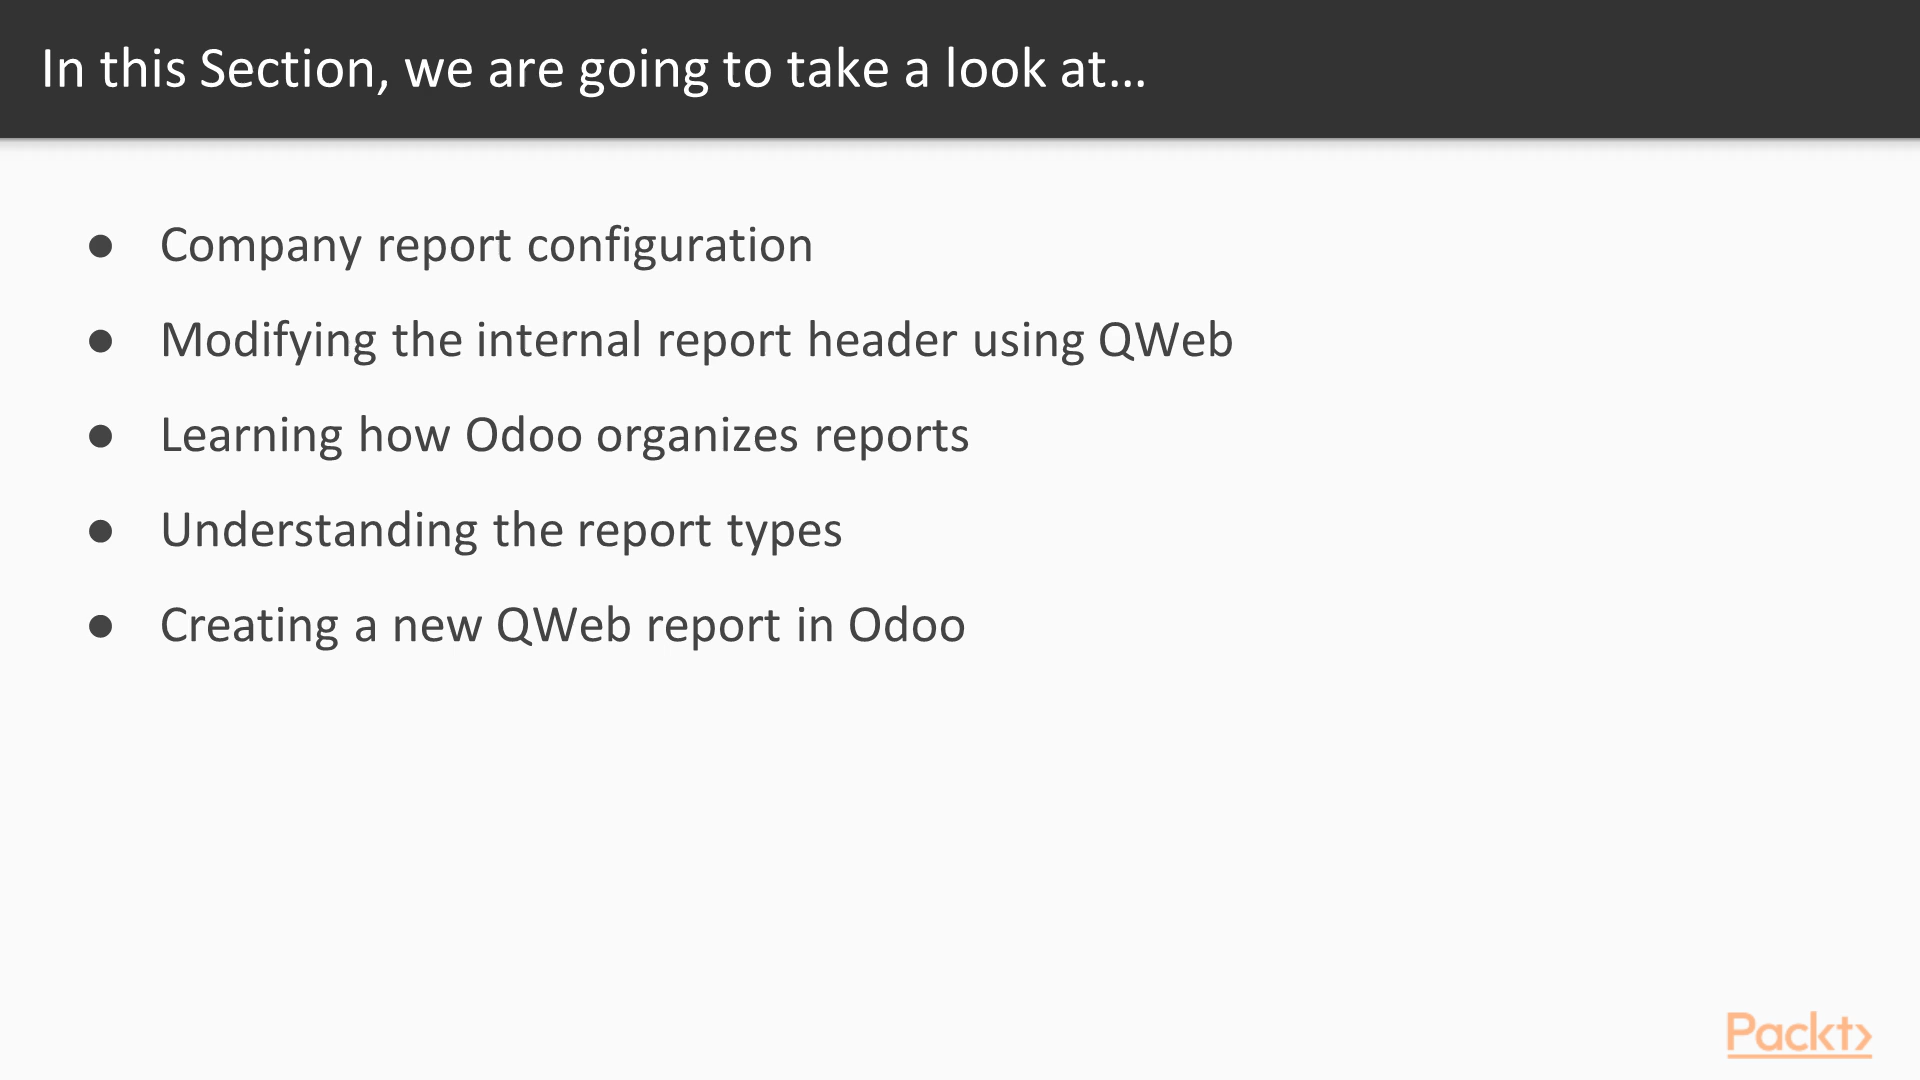 In this Section, we are going to take a look at...
● Company report configuration
● Modifying the internal report header using QWeb
● Learning how Odoo organizes reports
● Understanding the report types
● Creating a new QWeb report in Odoo
Packt>